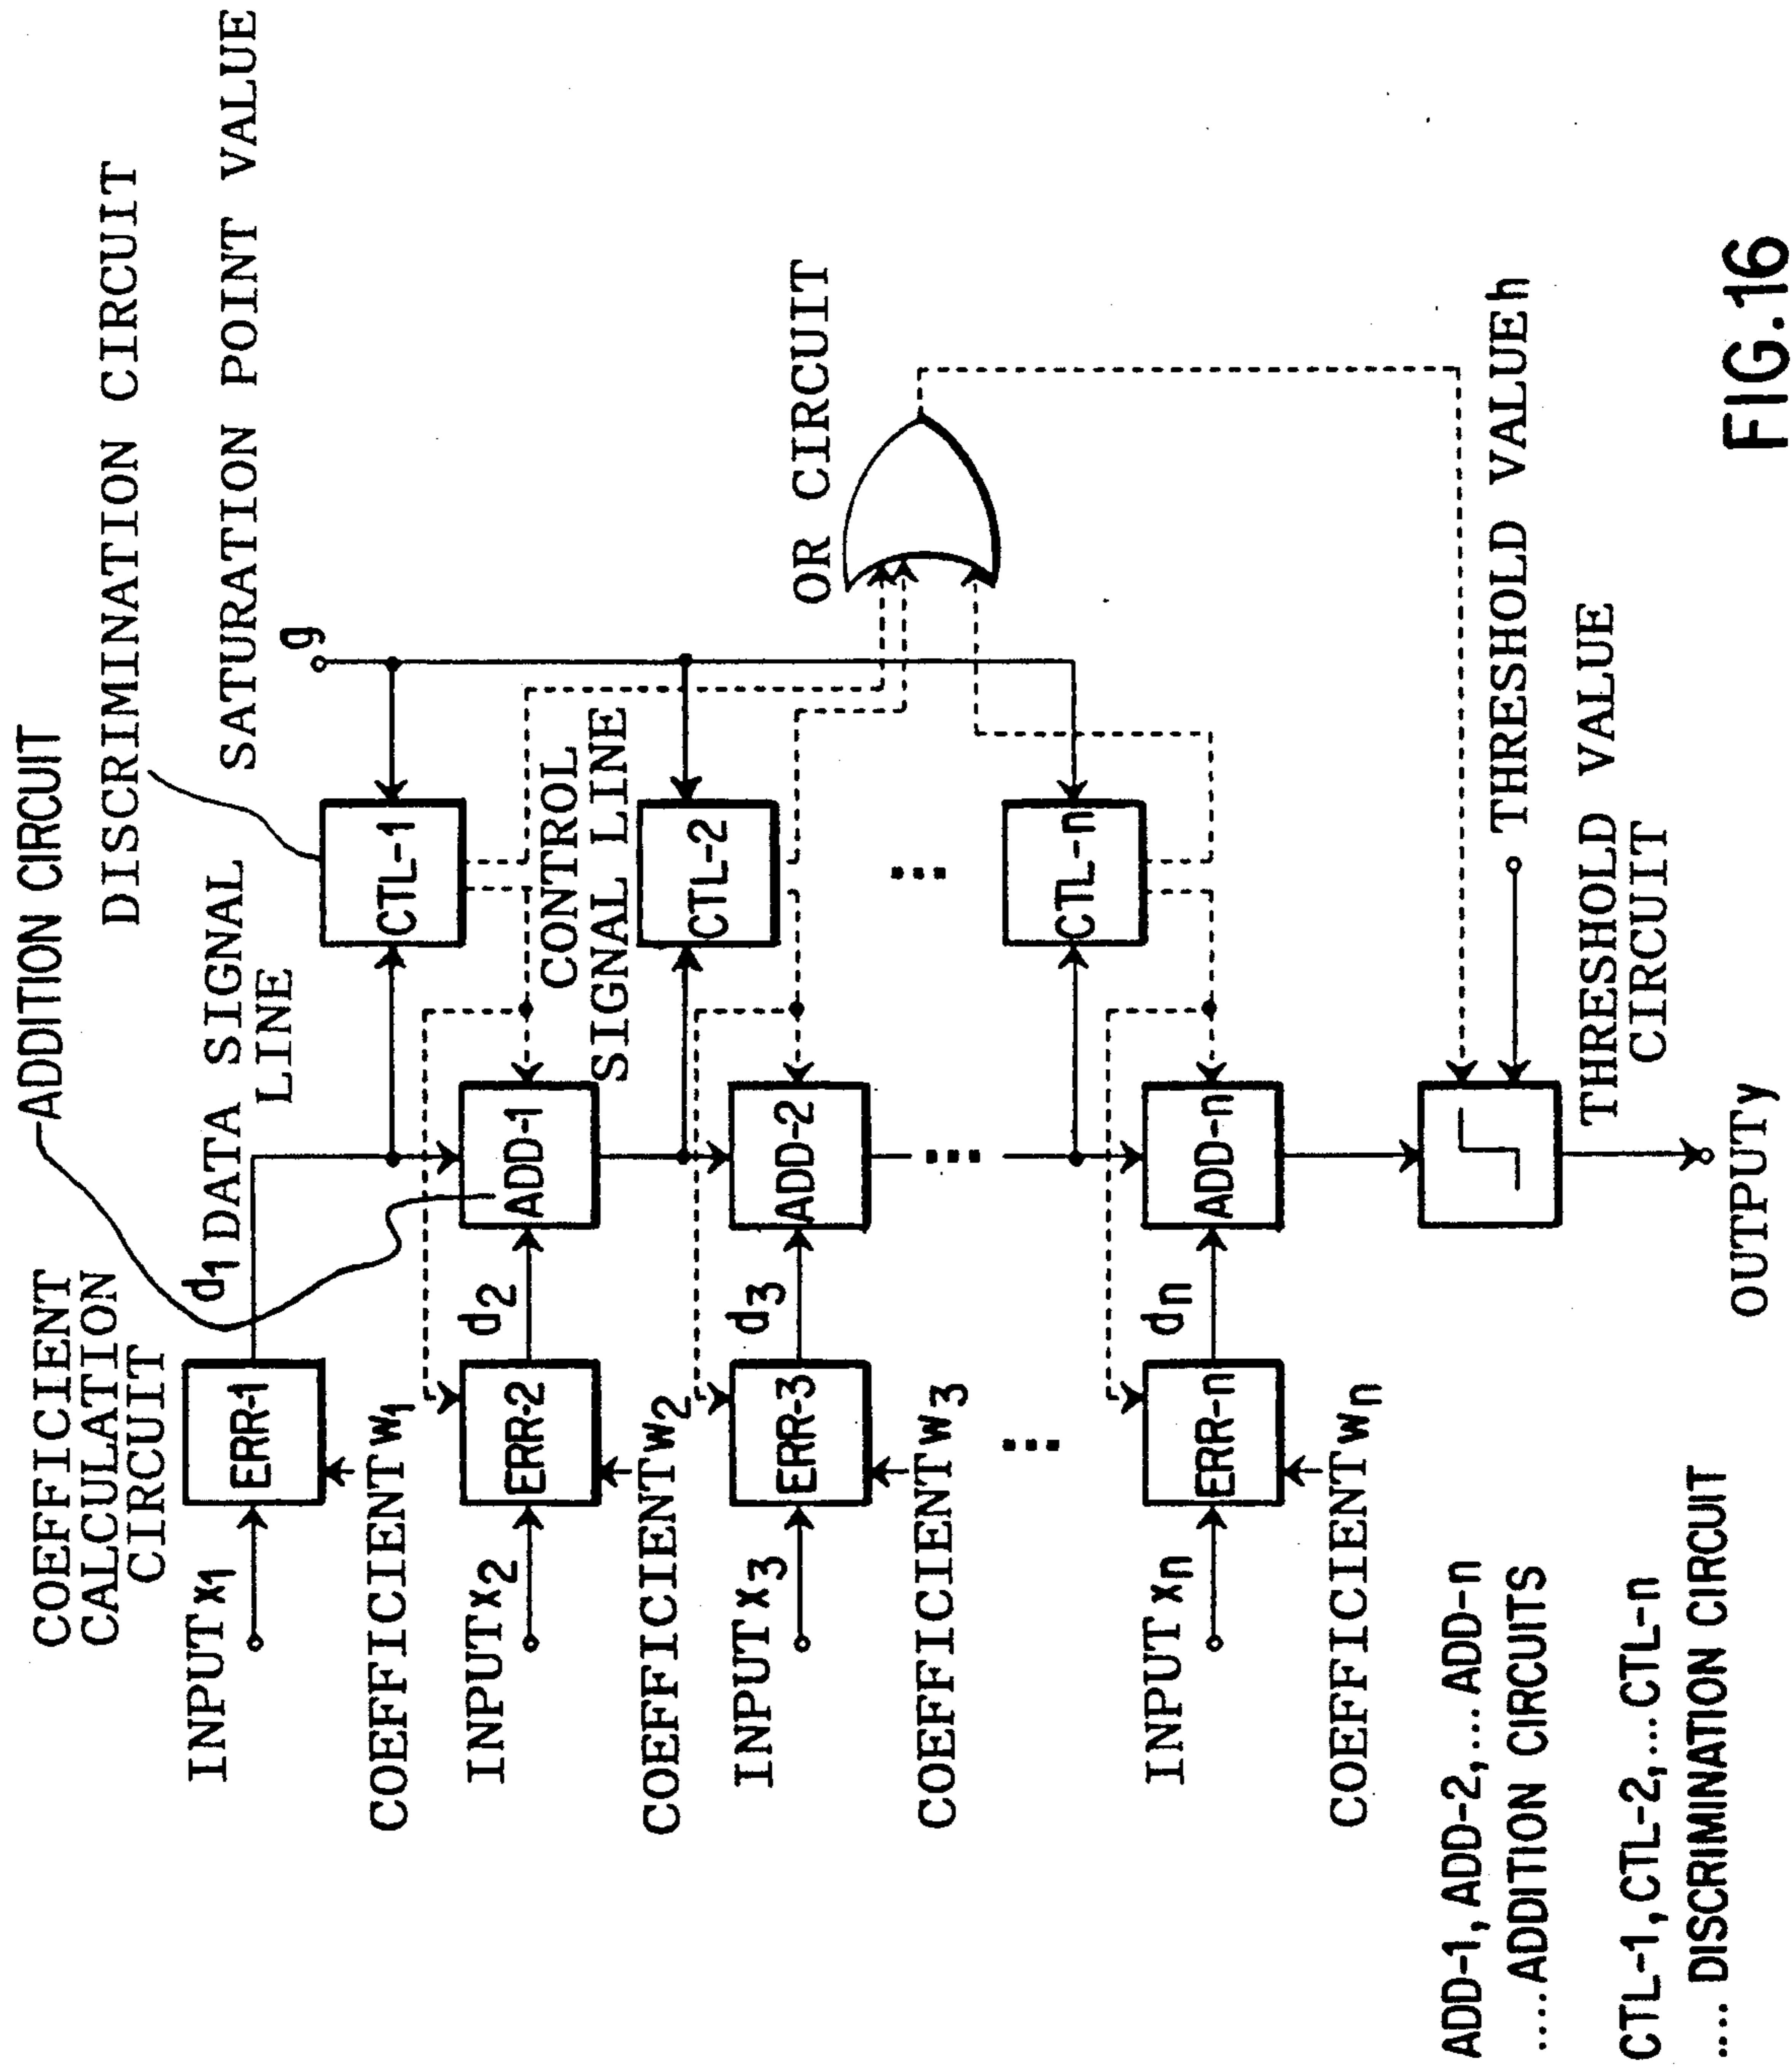 ADDITION CIRCUIT
DISCRIMINATION CIRCUIT
SATURATION POINT VALUE
g
COEFFICIENT
CALCULATION
CIRCUIT
d1
DATA SIGNAL
LINE
INPUT x1
ERR-1
CTL-1
COEFFICIENT w1
CONTROL
SIGNAL LINE
INPUT x2
ERR-2
d2
ADD-1
CTL-2
COEFFICIENT w2
OR CIRCUIT
INPUT x3
ERR-3
d3
ADD-2
COEFFICIENT w3
...
...
...
CTL-n
INPUT xn
ERR-n
dn
ADD-n
COEFFICIENT wn
THRESHOLD VALUE h
THRESHOLD VALUE
CIRCUIT
OUTPUT y
ADD-1, ADD-2,... ADD-n
.... ADDITION CIRCUITS
CTL-1, CTL-2,... CTL-n
.... DISCRIMINATION CIRCUIT
FIG.16